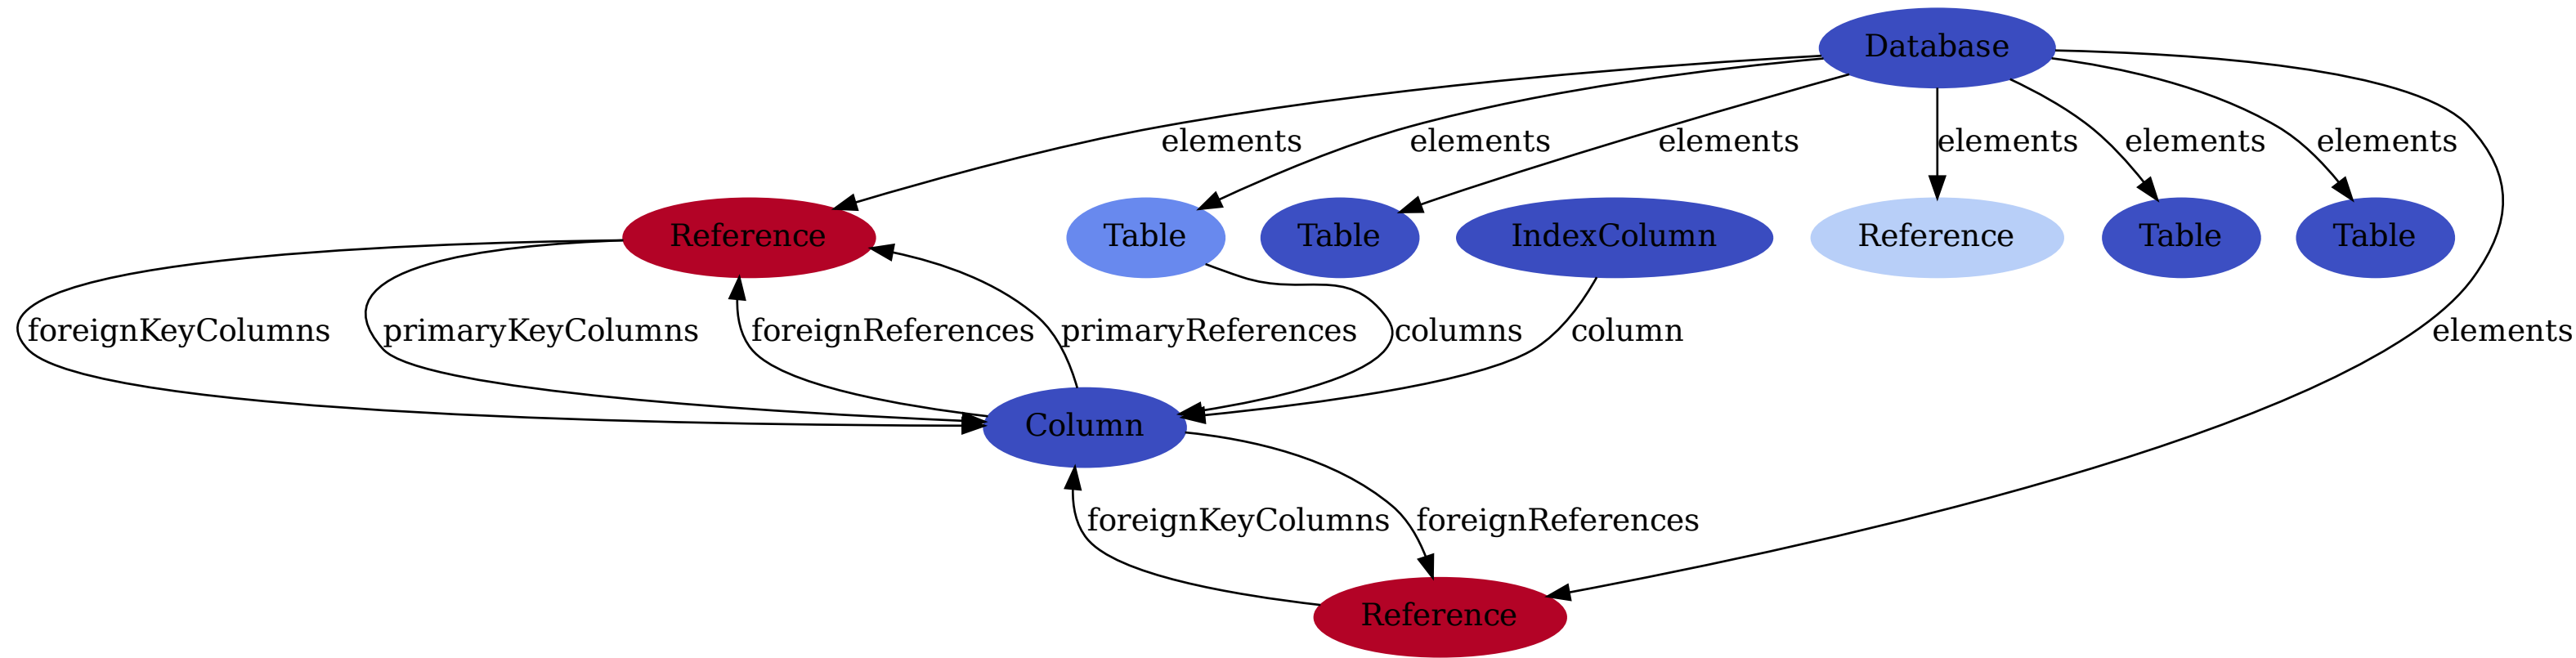 Database
elements
elements
elements
elements
elements
elements
Reference
Table
Table
IndexColumn
Reference
Table
Table
foreignKeyColumns
primaryKeyColumns
foreignReferences
primaryReferences
columns
column
elements
Column
foreignKeyColumns
foreignReferences
Reference